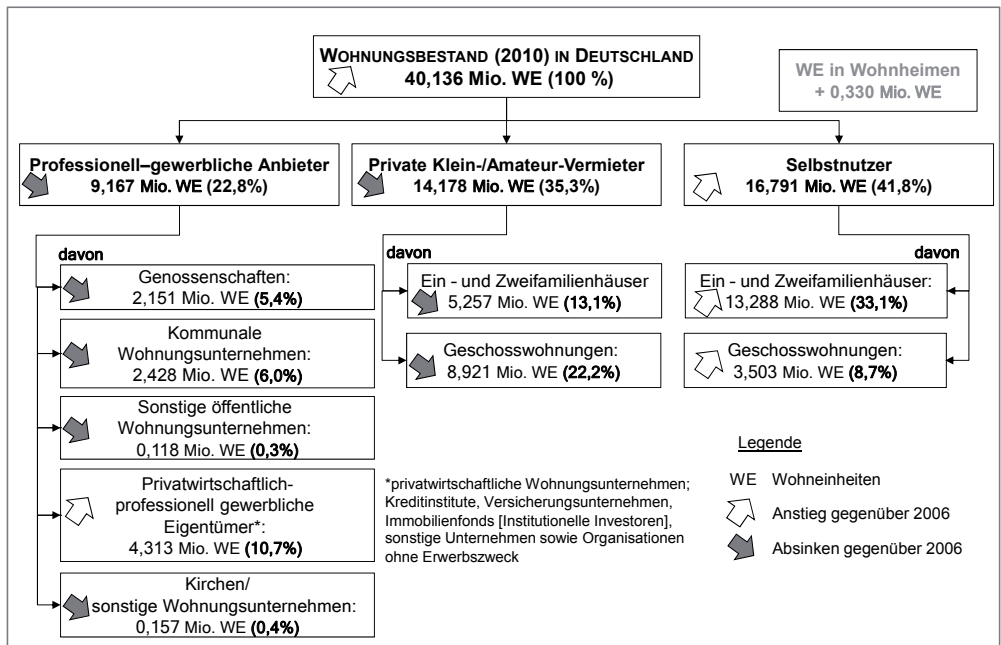 WOHNUNGSBESTAND (2010) IN DEUTSCHLAND
40,136 Mio. WE (100 %)
WE in Wohnheimen
+ 0,330 Mio. WE
Professionell–gewerbliche Anbieter
9,167 Mio. WE (22,8%)
Private Klein-/Amateur-Vermieter
14,178 Mio. WE (35,3%)
Selbstnutzer
16,791 Mio. WE (41,8%)
davon
Genossenschaften:
2,151 Mio. WE (5,4%)
Kommunale
Wohnungsunternehmen:
2,428 Mio. WE (6,0%)
Sonstige öffentliche
Wohnungsunternehmen:
0,118 Mio. WE (0,3%)
Privatwirtschaftlich-
professionell gewerbliche
Eigentümer*:
4,313 Mio. WE (10,7%)
Kirchen/
sonstige Wohnungsunternehmen:
0,157 Mio. WE (0,4%)
davon
Ein - und Zweifamilienhäuser
5,257 Mio. WE (13,1%)
Geschosswohnungen:
8,921 Mio. WE (22,2%)
davon
Ein - und Zweifamilienhäuser:
13,288 Mio. WE (33,1%)
Geschosswohnungen:
3,503 Mio. WE (8,7%)
*privatwirtschaftliche Wohnungsunternehmen;
Kreditinstitute, Versicherungsunternehmen,
Immobilienfonds [Institutionelle Investoren],
sonstige Unternehmen sowie Organisationen
ohne Erwerbszweck
Legende
WE Wohneinheiten
Anstieg gegenüber 2006
Absinken gegenüber 2006